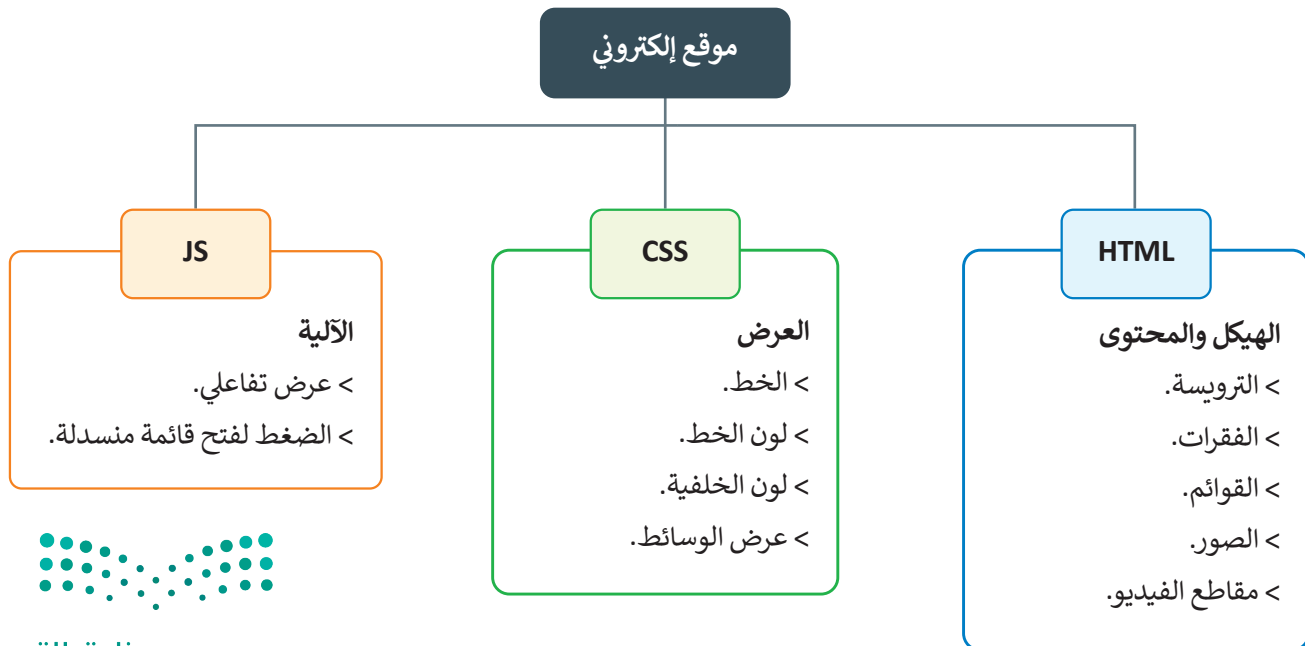 موقع إلكتروني
HTML
الهيكل والمحتوى
> الترويسة.
> الفقرات.
> القوائم.
> الصور.
> مقاطع الفيديو.
CSS
العرض
> الخط.
> لون الخط.
> لون الخلفية.
> عرض الوسائط.
JS
الآلية
> عرض تفاعلي.
> الضغط لفتح قائمة منسدلة.